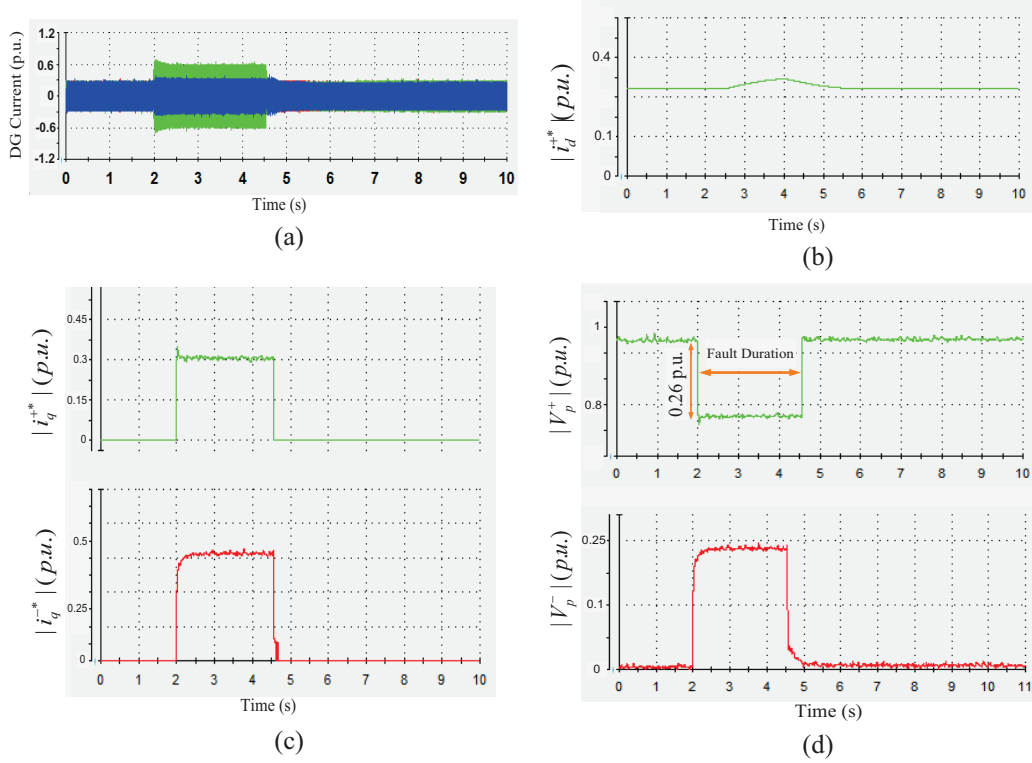 DG Current (p.u.)
1.2
0.6
0
-0.6
-1.2
0 1 2 3 4 5 6 7 8 9 10
Time (s)
(a)
| i_d^{+*} | (p.u.)
0.4
0.1
0
0 1 2 3 4 5 6 7 8 9 10
Time (s)
(b)
| i_q^{+*} | (p.u.)
0.45
0.3
0.15
0
0 1 2 3 4 5 6 7 8 9 10
| i_q^{-*} | (p.u.)
0.5
0.25
0
0 1 2 3 4 5 6 7 8 9 10
Time (s)
(c)
| V_p^+ | (p.u.)
1
0.8
Fault Duration
0.26 p.u.
0 1 2 3 4 5 6 7 8 9 10
| V_p^- | (p.u.)
0.25
0.1
0
0 1 2 3 4 5 6 7 8 9 10 11
Time (s)
(d)